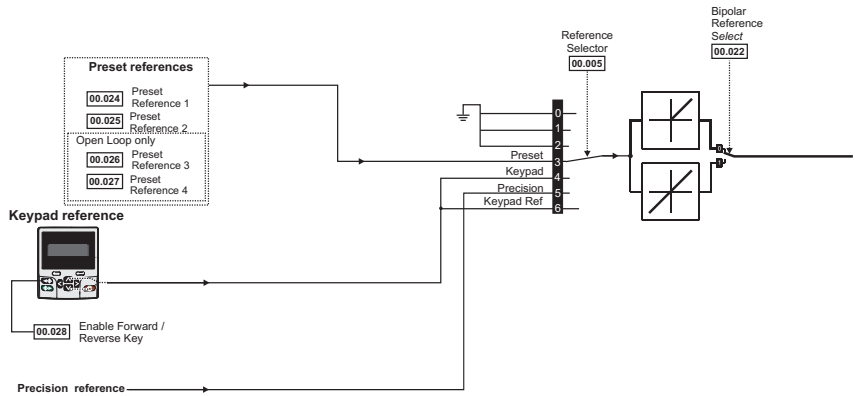 Bipolar
Reference
Select
00.022
Reference
Selector
00.005
Preset references
00.024
Preset
Reference 1
00.025
Preset
Reference 2
Open Loop only
00.026
Preset
Reference 3
00.027
Preset
Reference 4
0
1
2
Preset
3
Keypad
4
Precision
5
Keypad Ref
6
Keypad reference
00.028
Enable Forward /
Reverse Key
Precision reference